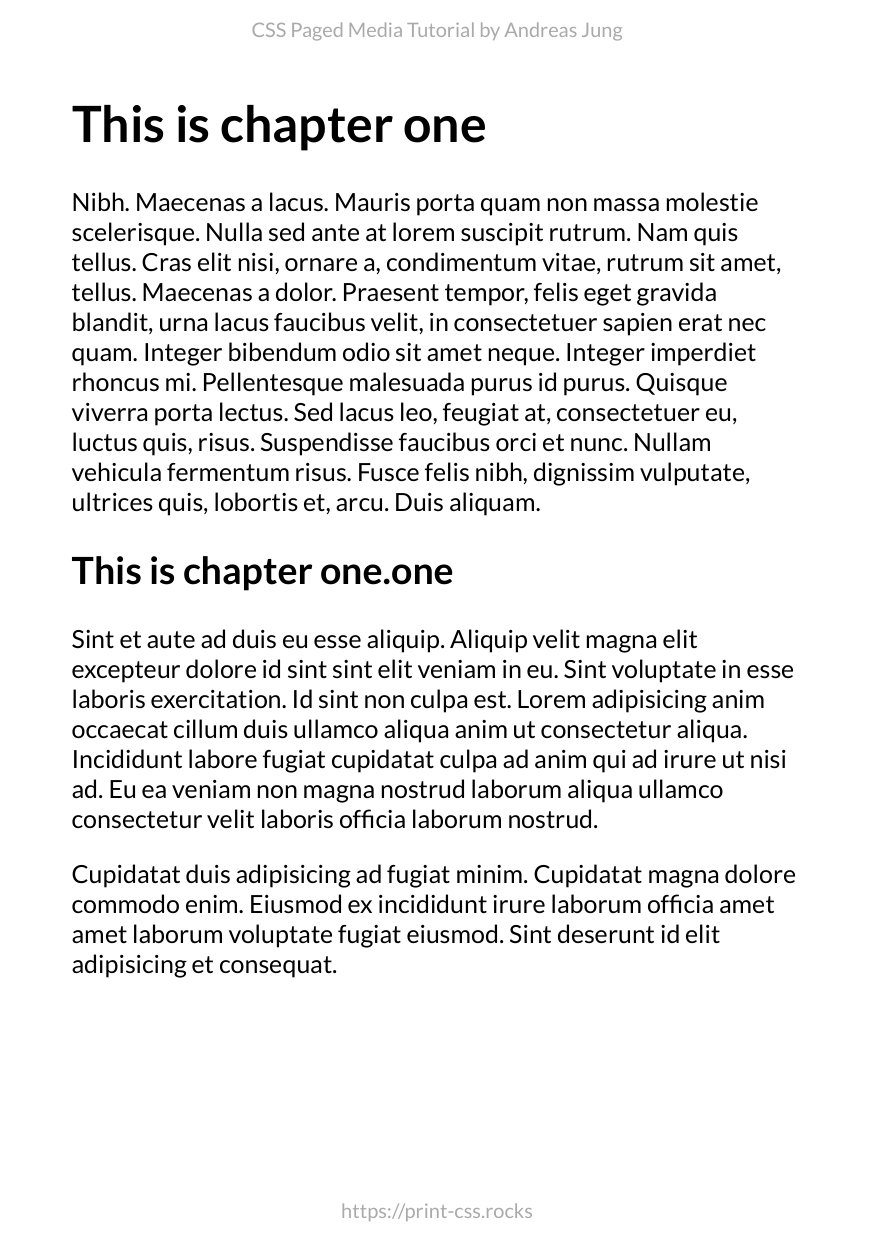 CSS Paged Media Tutorial by Andreas Jung
This is chapter one
Nibh. Maecenas a lacus. Mauris porta quam non massa molestie
scelerisque. Nulla sed ante at lorem suscipit rutrum. Nam quis
tellus. Cras elit nisi, ornare a, condimentum vitae, rutrum sit amet,
tellus. Maecenas a dolor. Praesent tempor, felis eget gravida
blandit, urna lacus faucibus velit, in consectetuer sapien erat nec
quam. Integer bibendum odio sit amet neque. Integer imperdiet
rhoncus mi. Pellentesque malesuada purus id purus. Quisque
viverra porta lectus. Sed lacus leo, feugiat at, consectetuer eu,
luctus quis, risus. Suspendisse faucibus orci et nunc. Nullam
vehicula fermentum risus. Fusce felis nibh, dignissim vulputate,
ultrices quis, lobortis et, arcu. Duis aliquam.
This is chapter one.one
Sint et aute ad duis eu esse aliquip. Aliquip velit magna elit
excepteur dolore id sint sint elit veniam in eu. Sint voluptate in esse
laboris exercitation. Id sint non culpa est. Lorem adipisicing anim
occaecat cillum duis ullamco aliqua anim ut consectetur aliqua.
Incididunt labore fugiat cupidatat culpa ad anim qui ad irure ut nisi
ad. Eu ea veniam non magna nostrud laborum aliqua ullamco
consectetur velit laboris officia laborum nostrud.
Cupidatat duis adipisicing ad fugiat minim. Cupidatat magna dolore
commodo enim. Eiusmod ex incididunt irure laborum officia amet
amet laborum voluptate fugiat eiusmod. Sint deserunt id elit
adipisicing et consequat.
https://print-css.rocks